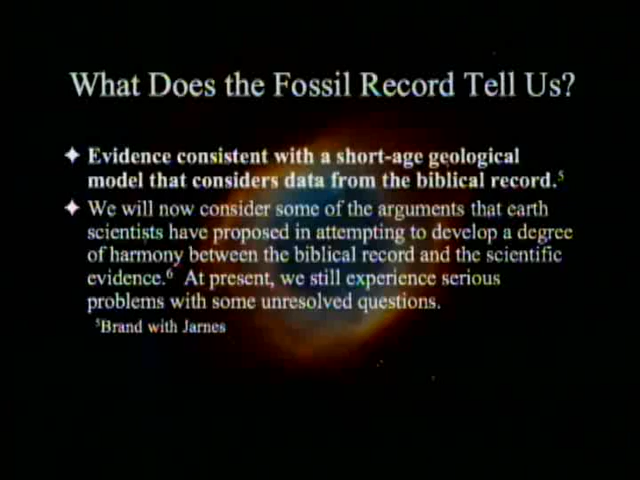 What Does the Fossil Record Tell Us?
Evidence consistent with a short-age geological
model that considers data from the biblical record.⁵
We will now consider some of the arguments that earth
scientists have proposed in attempting to develop a degree
of harmony between the biblical record and the scientific
evidence.⁶ At present, we still experience serious
problems with some unresolved questions.
⁵Brand with Jarnes